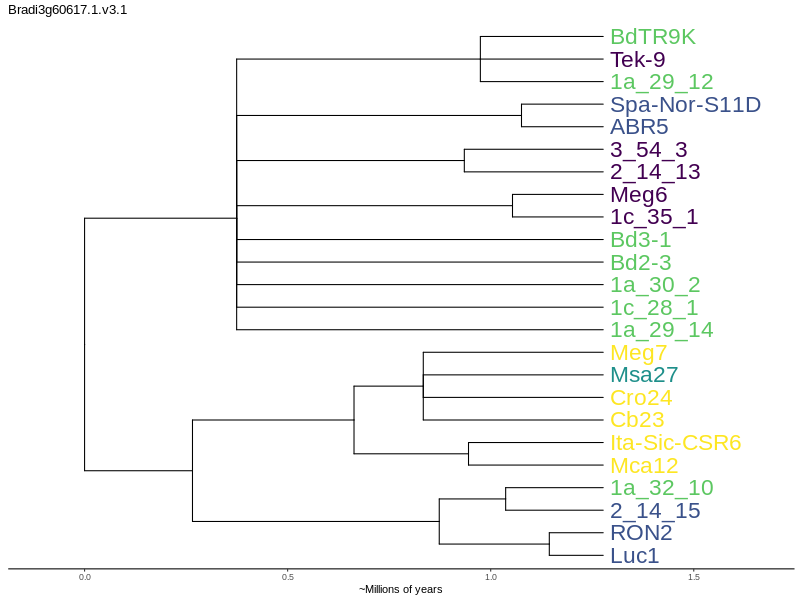 Bradi3g60617.1.v3.1
BdTR9K
Tek-9
1a_29_12
Spa-Nor-S11D
ABR5
3_54_3
2_14_13
Meg6
1c_35_1
Bd3-1
Bd2-3
1a_30_2
1c_28_1
1a_29_14
Meg7
Msa27
Cro24
Cb23
Ita-Sic-CSR6
Mca12
1a_32_10
2_14_15
RON2
Luc1
0.0 0.5 1.0 1.5
~Millions of years